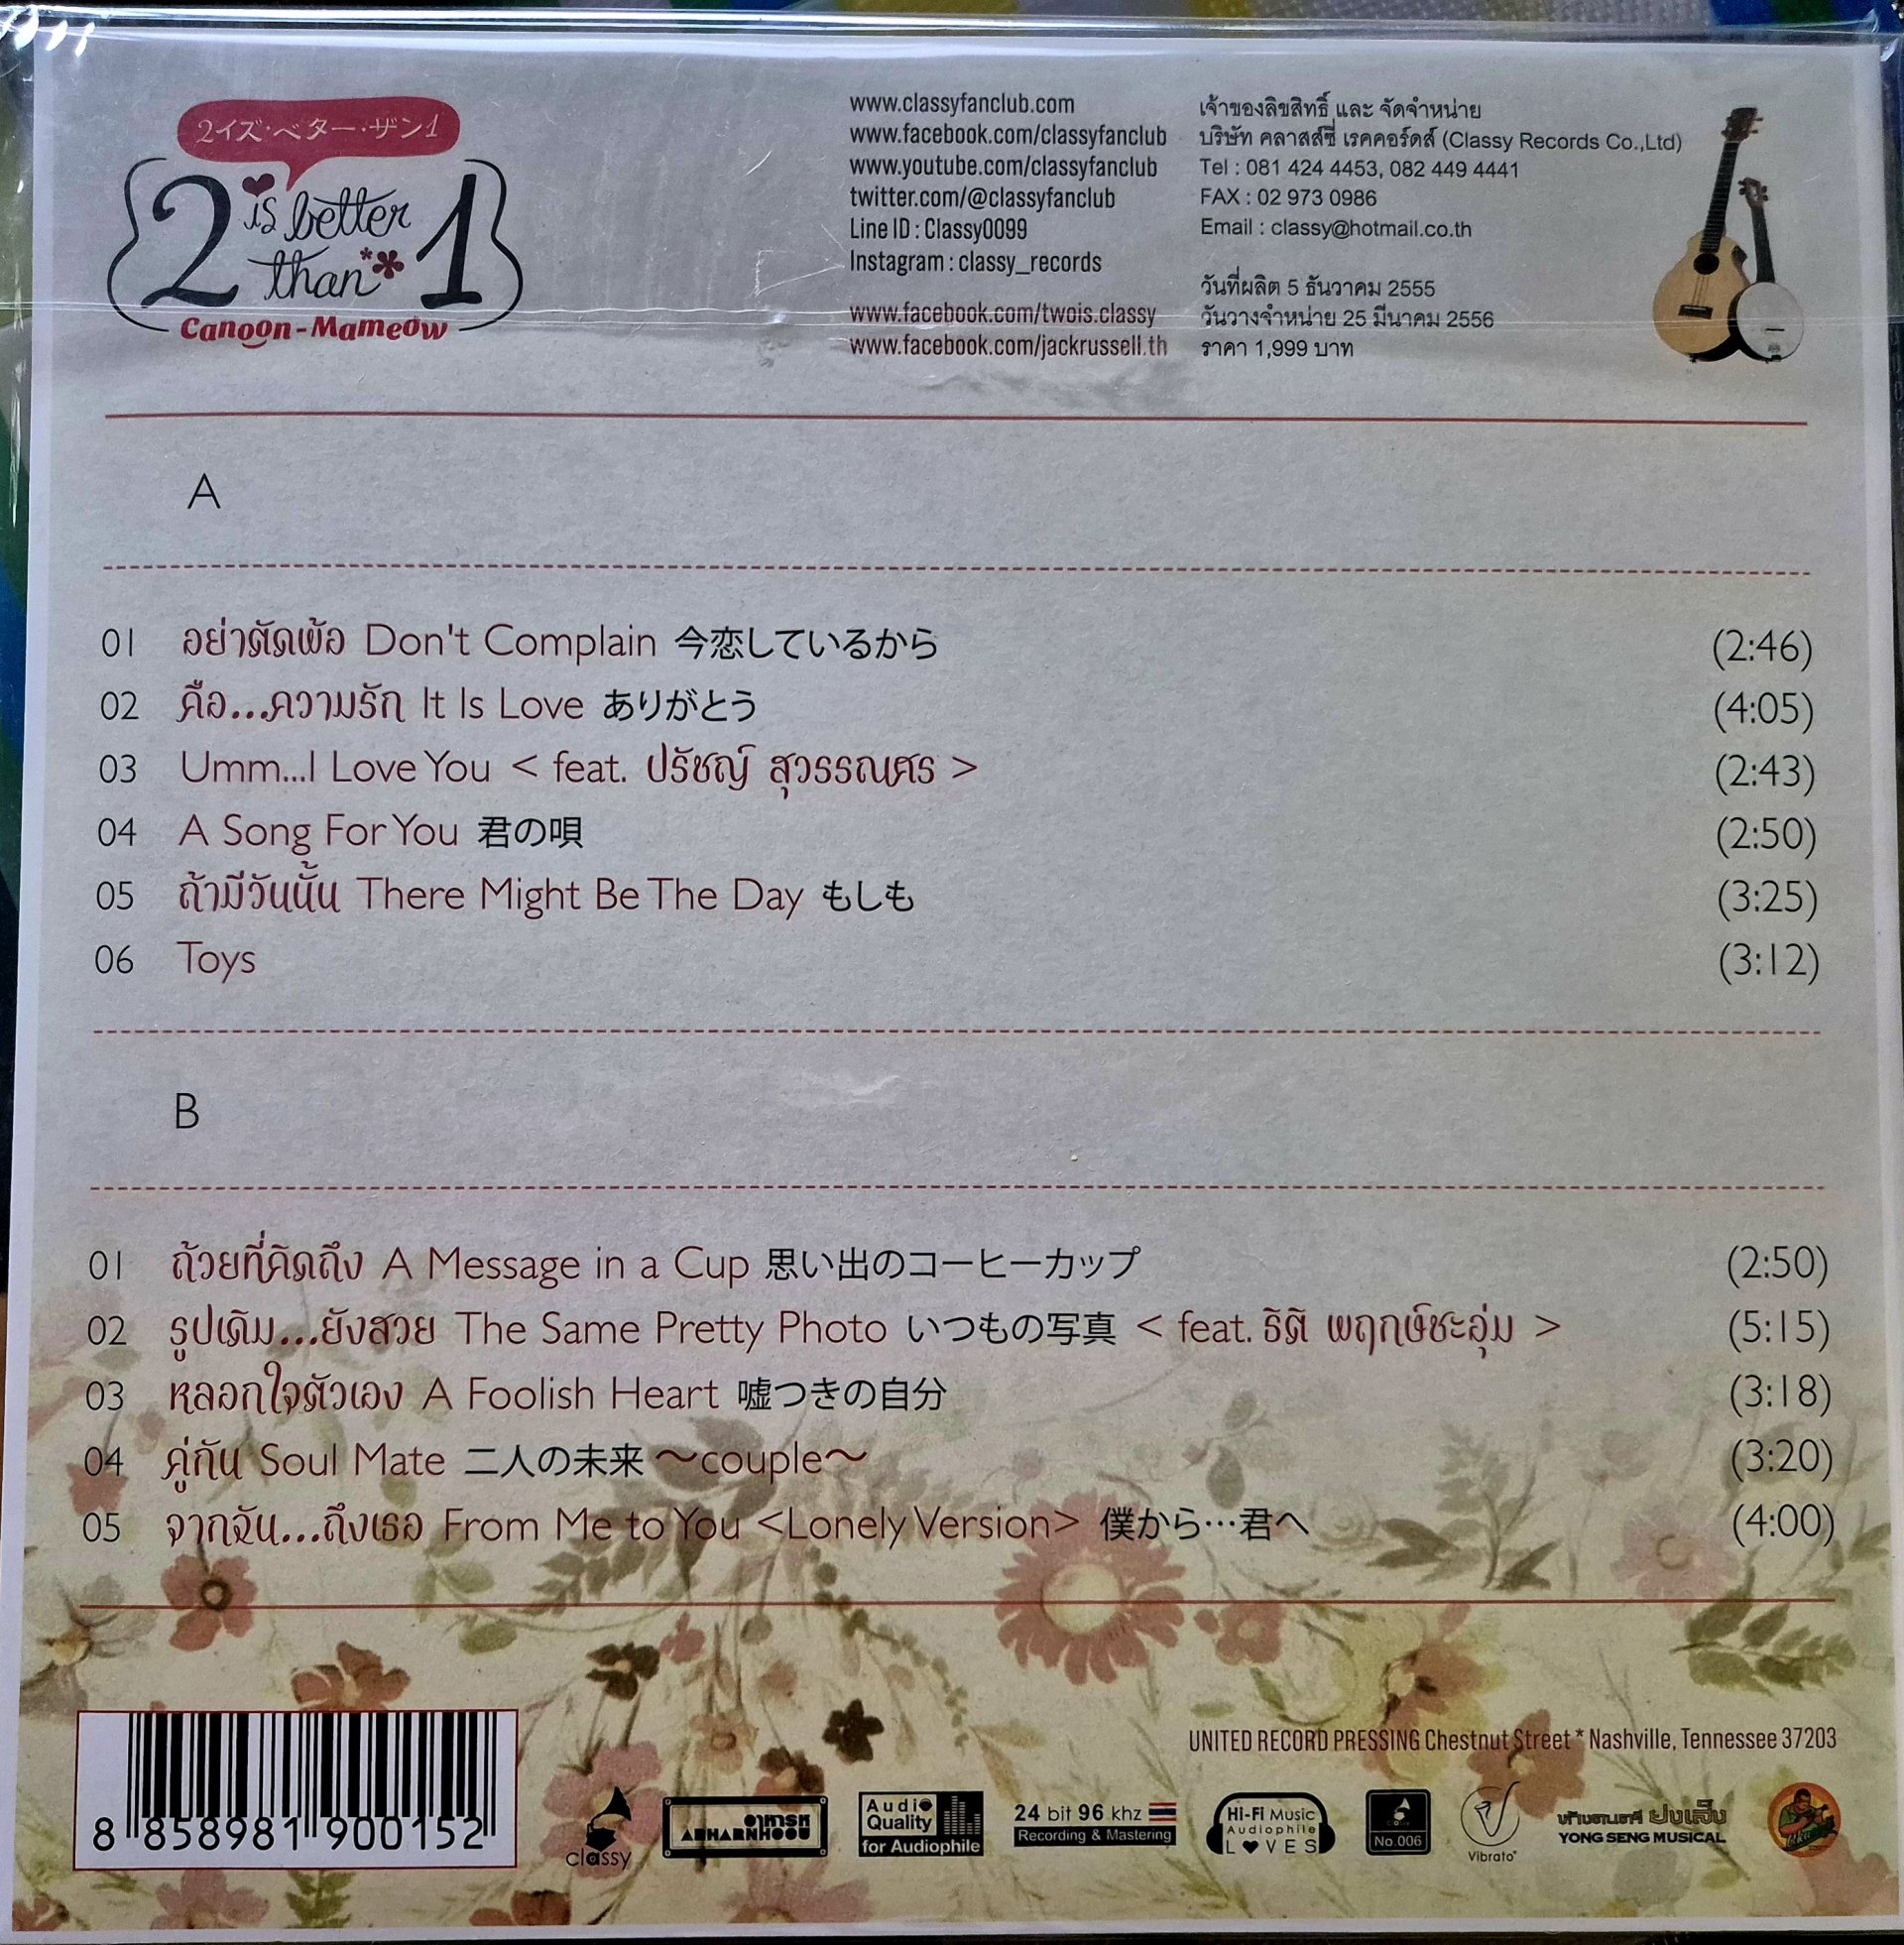 2イズ・ベター・ザン1
2 is better than 1
Canoon-Mameow
www.classyfanclub.com
www.facebook.com/classyfanclub
www.youtube.com/classyfanclub
twitter.com/@classyfanclub
Line ID : Classy0099
Instagram : classy_records
www.facebook.com/twois.classy
www.facebook.com/jackrussell.th
เจ้าของลิขสิทธิ์ และ จัดจำหน่าย
บริษัท คลาสส์ซี่ เรคคอร์ดส์ (Classy Records Co.,Ltd)
Tel : 081 424 4453, 082 449 4441
FAX : 02 973 0986
Email : classy@hotmail.co.th
วันที่ผลิต 5 ธันวาคม 2555
วันวางจำหน่าย 25 มีนาคม 2556
ราคา 1,999 บาท
A
01 อย่าตัดพ้อ Don't Complain 今恋しているから (2:46)
02 คือ...ความรัก It Is Love ありがとう (4:05)
03 Umm...I Love You < feat. ปรัชญ์ สุวรรณศร > (2:43)
04 A Song For You 君の唄 (2:50)
05 ถ้ามีวันนั้น There Might Be The Day もしも (3:25)
06 Toys (3:12)
B
01 ถ้วยที่คิดถึง A Message in a Cup 思い出のコーヒーカップ (2:50)
02 รูปเดิม...ยังสวย The Same Pretty Photo いつもの写真 < feat. ธิติ พฤกษ์ชะอุ่ม > (5:15)
03 หลอกใจตัวเอง A Foolish Heart 嘘つきの自分 (3:18)
04 คู่กัน Soul Mate 二人の未来 ～couple～ (3:20)
05 จากฉัน...ถึงเธอ From Me to You <Lonely Version> 僕から…君へ (4:00)
UNITED RECORD PRESSING Chestnut Street * Nashville, Tennessee 37203
8 858981 900152
classy
Audio Quality for Audiophile
24 bit 96 khz
Recording & Mastering
Hi-Fi Music
Audiophile
L♥VES
No.006
Vibrato
YONG SENG MUSICAL